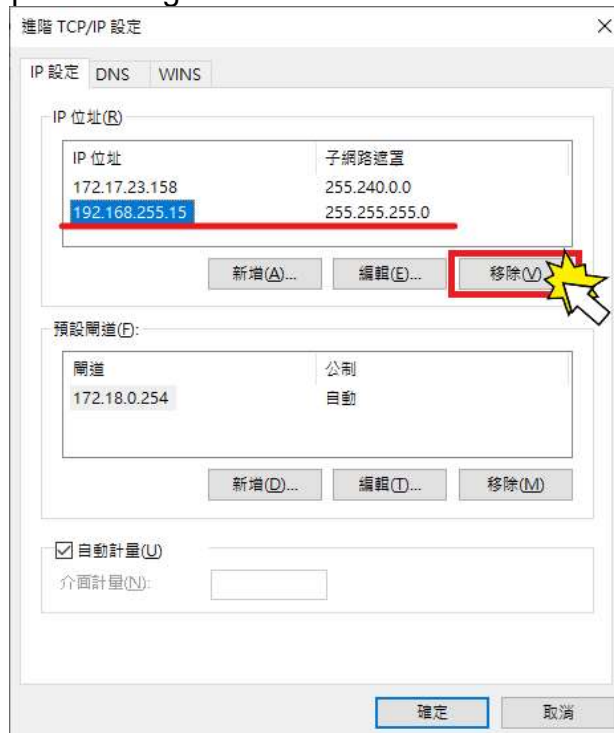 進階 TCP/IP 設定
IP 設定 DNS WINS
IP 位址(R)
IP 位址 子網路遮罩
172.17.23.158 255.240.0.0
192.168.255.15 255.255.255.0
新增(A)... 編輯(E)... 移除(V)
預設閘道(F):
閘道 公制
172.18.0.254 自動
新增(D)... 編輯(T)... 移除(M)
自動計量(U)
介面計量(N):
確定 取消